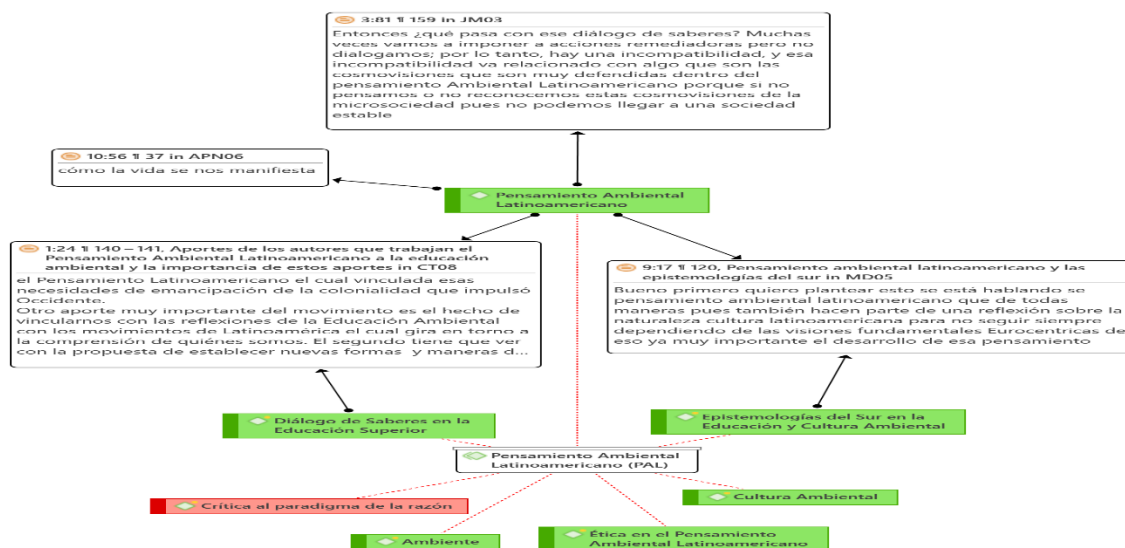 3:81 ¶ 159 in JM03
Entonces ¿qué pasa con ese diálogo de saberes? Muchas
veces vamos a imponer a acciones remediadoras pero no
dialogamos; por lo tanto, hay una incompatibilidad, y esa
incompatibilidad va relacionado con algo que son las
cosmovisiones que son muy defendidas dentro del
pensamiento Ambiental Latinoamericano porque si no
pensamos o no reconocemos estas cosmovisiones de la
microsociedad pues no podemos llegar a una sociedad
estable
10:56 ¶ 37 in APN06
cómo la vida se nos manifiesta
Pensamiento Ambiental
Latinoamericano
1:24 ¶ 140 – 141, Aportes de los autores que trabajan el
Pensamiento Ambiental Latinoamericano a la educación
ambiental y la importancia de estos aportes in CT08
el Pensamiento Latinoamericano el cual vinculada esas
necesidades de emancipación de la colonialidad que impulsó
Occidente.
Otro aporte muy importante del movimiento es el hecho de
vincularnos con las reflexiones de la Educación Ambiental
con los movimientos de Latinoamérica el cual gira en torno a
la comprensión de quiénes somos. El segundo tiene que ver
con la propuesta de establecer nuevas formas y maneras d...
9:17 ¶ 120, Pensamiento ambiental latinoamericano y las
epistemologías del sur in MD05
Bueno primero quiero plantear esto se está hablando se
pensamiento ambiental latinoamericano que de todas
maneras pues también hacen parte de una reflexión sobre la
naturaleza cultura latinoamericana para no seguir siempre
dependiendo de las visiones fundamentales Eurocentricas de
eso ya muy importante el desarrollo de esa pensamiento
Diálogo de Saberes en la
Educación Superior
Epistemologías del Sur en la
Educación y Cultura Ambiental
Pensamiento Ambiental
Latinoamericano (PAL)
Crítica al paradigma de la razón
Cultura Ambiental
Ambiente
Ética en el Pensamiento
Ambiental Latinoamericano